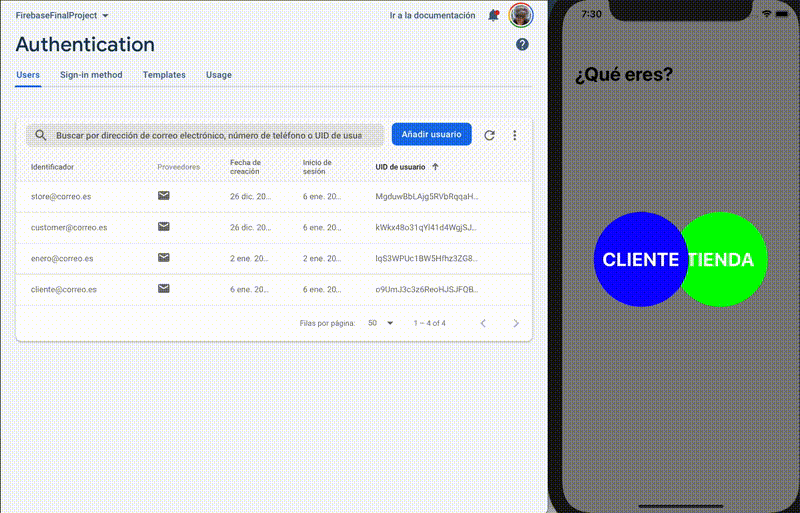 FirebaseFinalProject
Ir a la documentación
Authentication
Users Sign-in method Templates Usage
Buscar por dirección de correo electrónico, número de teléfono o UID de usua
Añadir usuario
Identificador Proveedores Fecha de creación Inicio de sesión UID de usuario
store@correo.es 26 dic. 20... 6 ene. 20... MgduwBbLAjg5RVbRqqaH...
customer@correo.es 26 dic. 20... 6 ene. 20... kWkx48o31qYl41d4WgjSJ...
enero@correo.es 2 ene. 20... 2 ene. 20... lqS3WPUc1BW5Hfhz3ZG8...
cliente@correo.es 6 ene. 20... 6 ene. 20... o9UmJ3c3z6ReoHJSJFQB...
Filas por página: 50 1 – 4 of 4
7:30
¿Qué eres?
CLIENTE
TIENDA